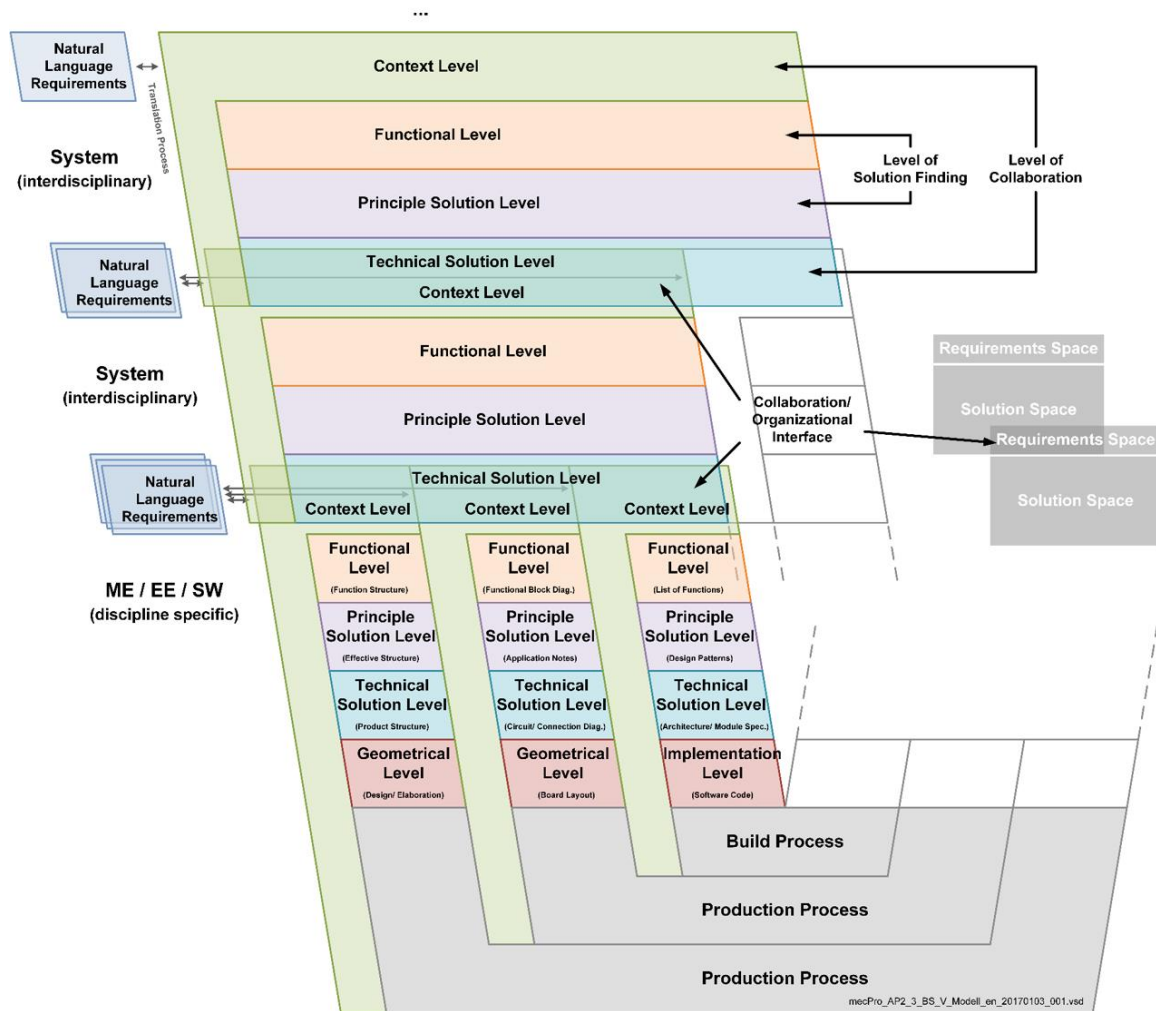 ...
Natural
Language
Requirements
Translation Process
Context Level
Functional Level
System
(interdisciplinary)
Level of
Solution Finding
Level of
Collaboration
Principle Solution Level
Natural
Language
Requirements
Technical Solution Level
Context Level
Functional Level
Requirements Space
System
(interdisciplinary)
Principle Solution Level
Collaboration/
Organizational
Interface
Solution Space
Requirements Space
Natural
Language
Requirements
Technical Solution Level
Context Level
Context Level
Context Level
Solution Space
ME / EE / SW
(discipline specific)
Functional
Level
(Function Structure)
Functional
Level
(Functional Block Diag.)
Functional
Level
(List of Functions)
Principle
Solution Level
(Effective Structure)
Principle
Solution Level
(Application Notes)
Principle
Solution Level
(Design Patterns)
Technical
Solution Level
(Product Structure)
Technical
Solution Level
(Circuit/ Connection Diag.)
Technical
Solution Level
(Architecture/ Module Spec.)
Geometrical
Level
(Design/ Elaboration)
Geometrical
Level
(Board Layout)
Implementation
Level
(Software Code)
Build Process
Production Process
Production Process
mecPro_AP2_3_BS_V_Modell_en_20170103_001.vsd